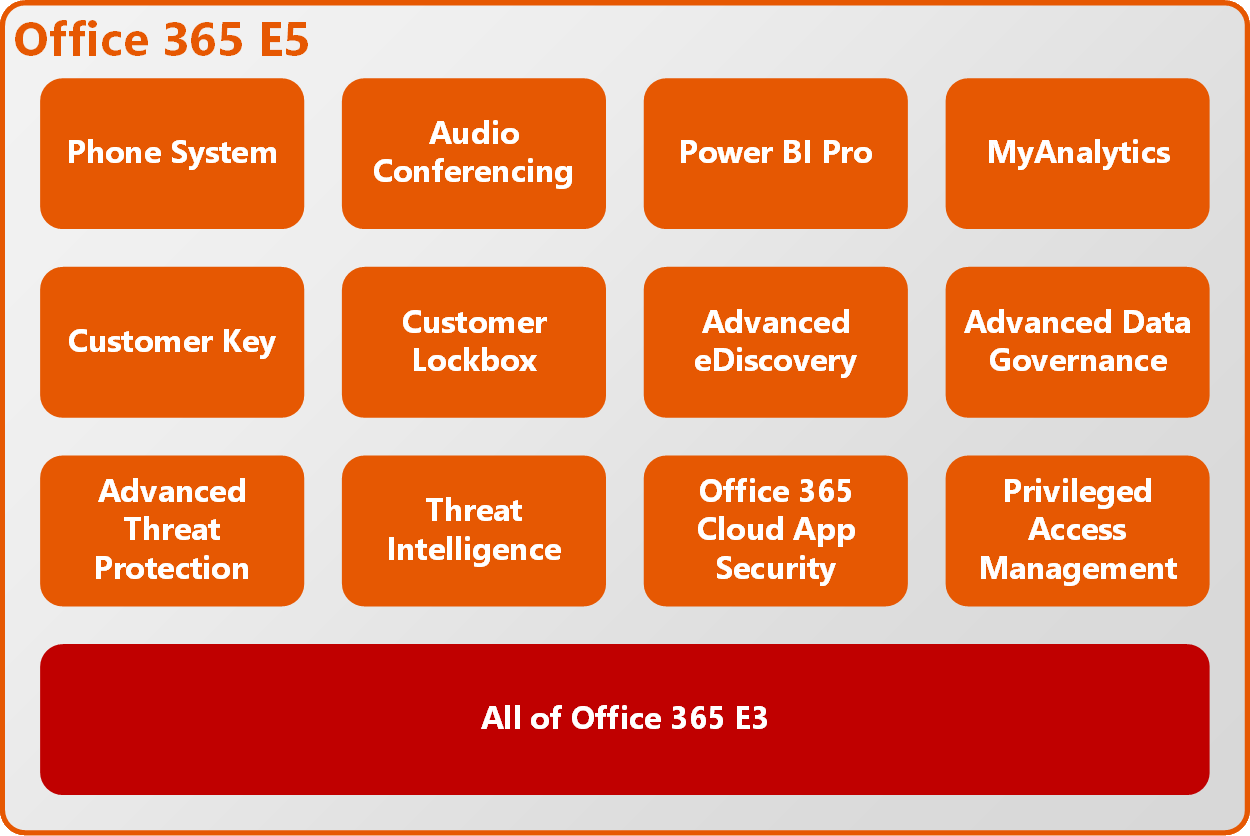 Office 365 E5
Phone System
Audio
Conferencing
Power BI Pro
MyAnalytics
Customer Key
Customer
Lockbox
Advanced
eDiscovery
Advanced Data
Governance
Advanced
Threat
Protection
Threat
Intelligence
Office 365
Cloud App
Security
Privileged
Access
Management
All of Office 365 E3